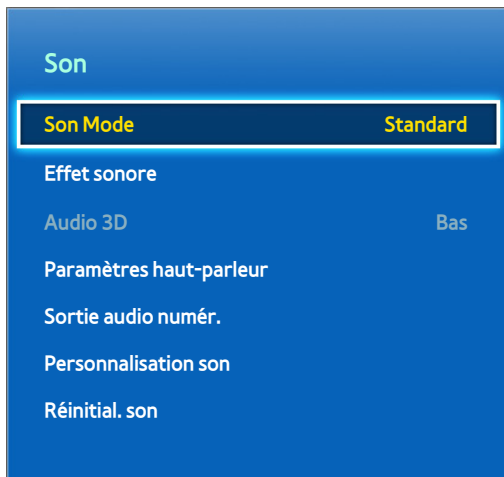 Son
Son Mode Standard
Effet sonore
Audio 3D Bas
Paramètres haut-parleur
Sortie audio numér.
Personnalisation son
Réinitial. son